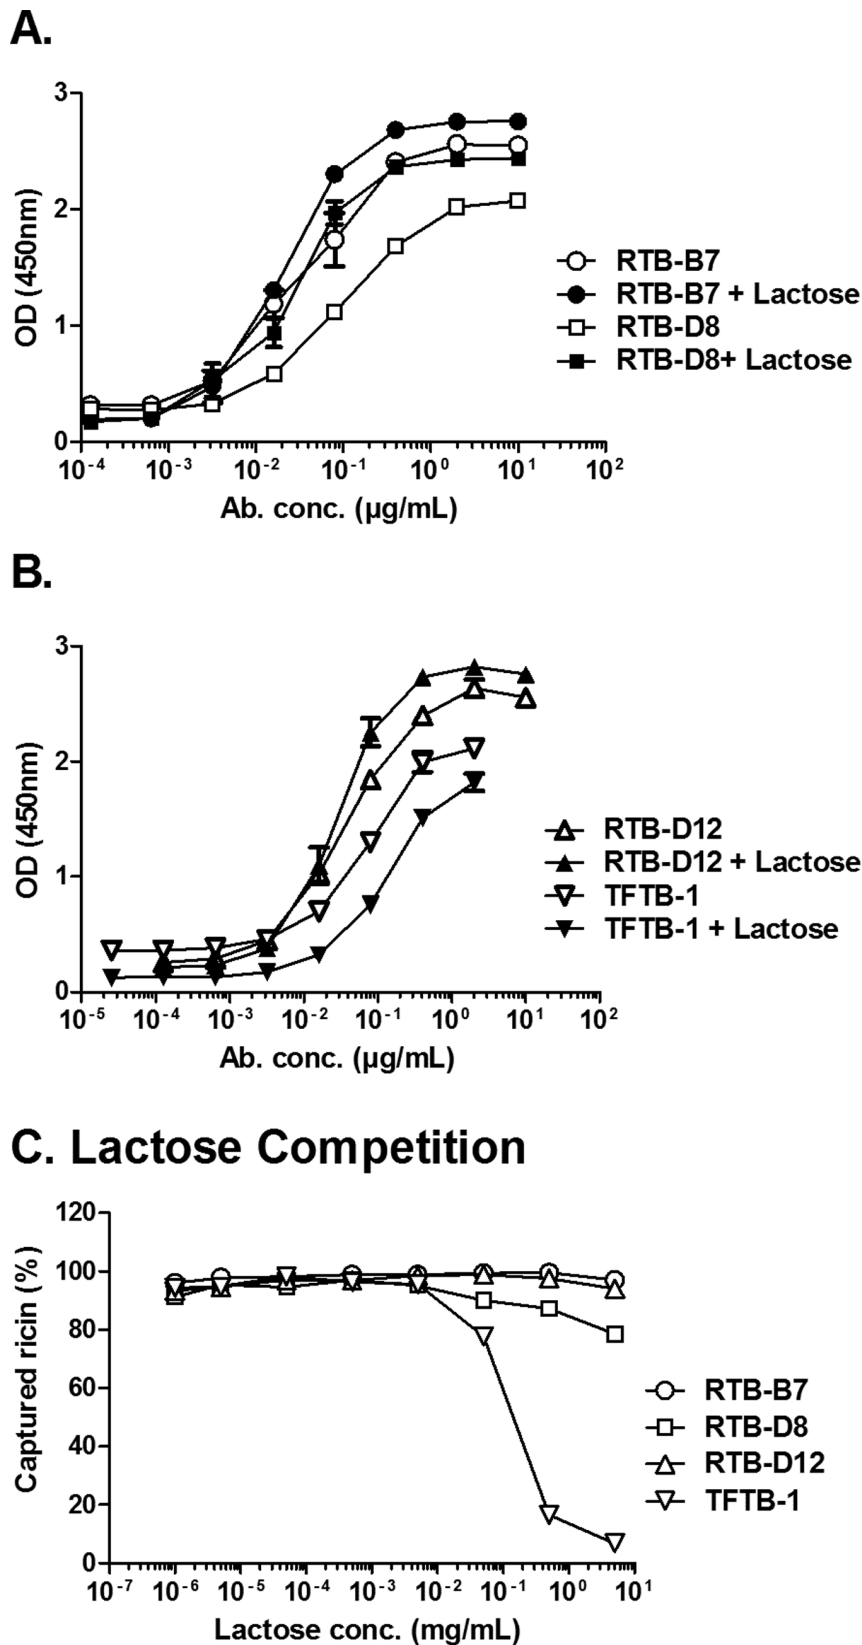 A.
3
2
1
0
OD (450nm)
10-4 10-3 10-2 10-1 100 101 102
Ab. conc. (µg/mL)
RTB-B7
RTB-B7 + Lactose
RTB-D8
RTB-D8+ Lactose
B.
3
2
1
0
OD (450nm)
10-5 10-4 10-3 10-2 10-1 100 101 102
Ab. conc. (µg/mL)
RTB-D12
RTB-D12 + Lactose
TFTB-1
TFTB-1 + Lactose
C. Lactose Competition
120
100
80
60
40
20
0
Captured ricin (%)
10-7 10-6 10-5 10-4 10-3 10-2 10-1 100 101
Lactose conc. (mg/mL)
RTB-B7
RTB-D8
RTB-D12
TFTB-1